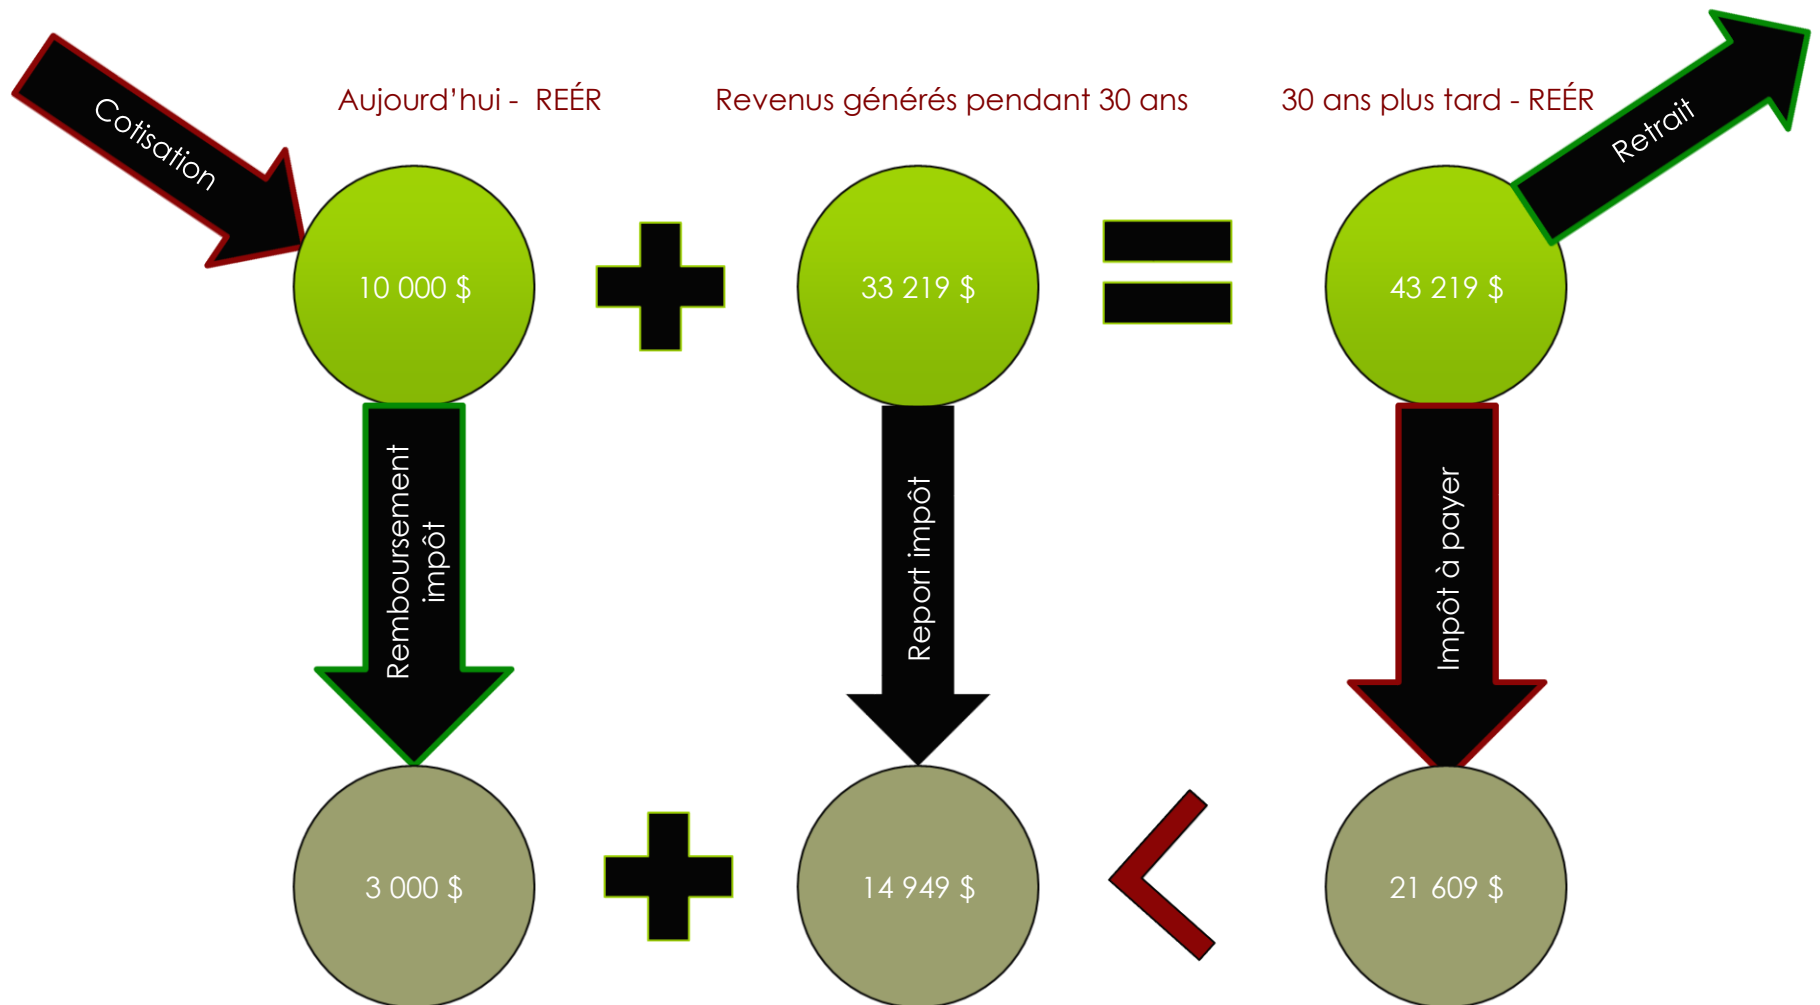 Cotisation
Aujourd’hui - REÉR
Revenus générés pendant 30 ans
30 ans plus tard - REÉR
Retrait
10 000 $
33 219 $
43 219 $
Remboursement
impôt
Report impôt
Impôt à payer
3 000 $
14 949 $
21 609 $